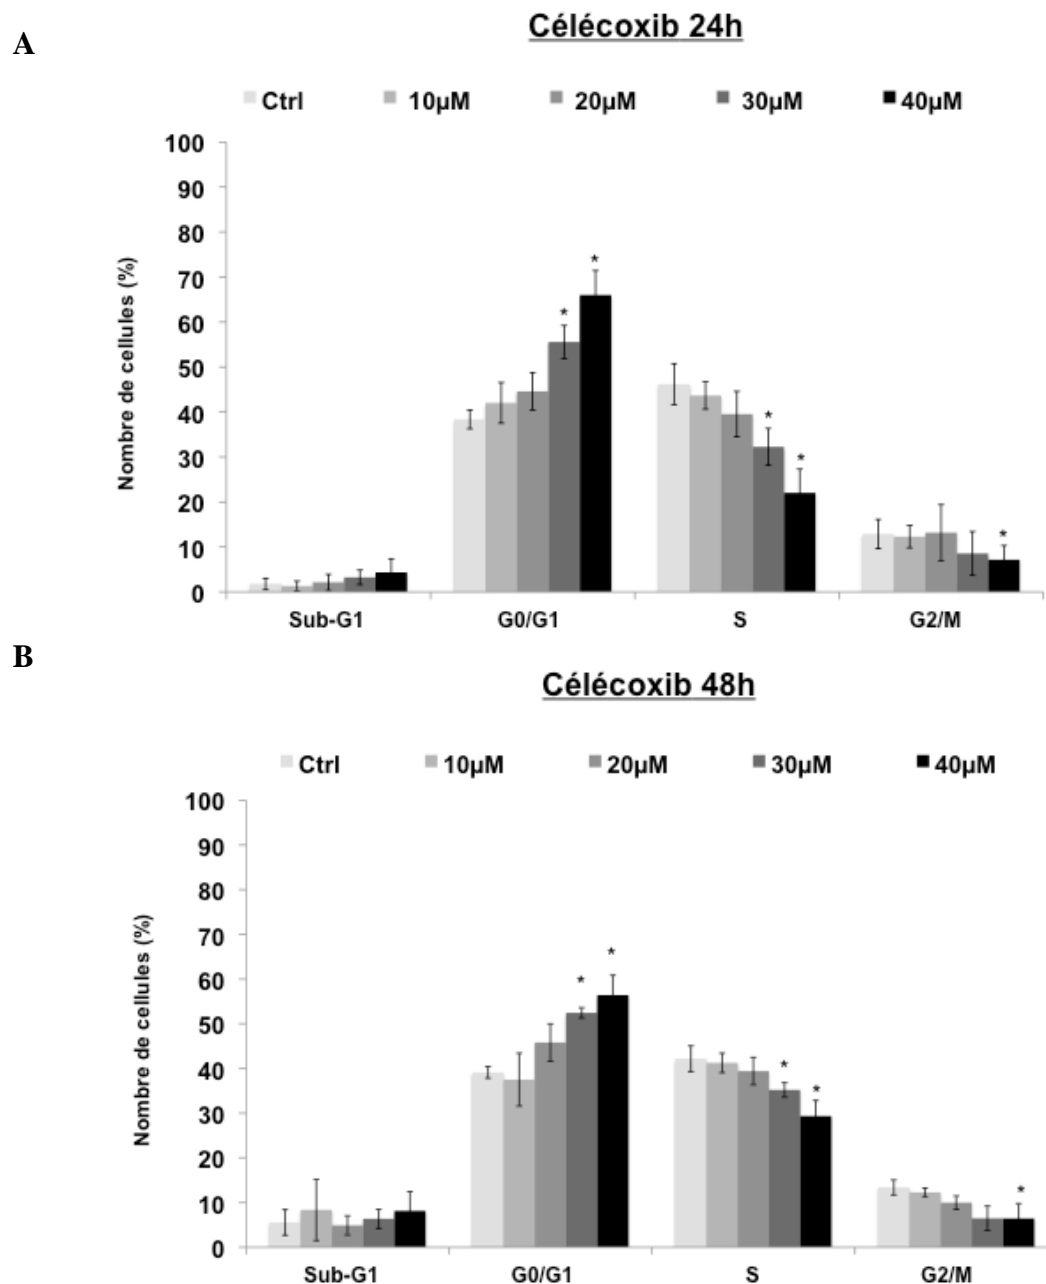 A
Célécoxib 24h
Ctrl 10µM 20µM 30µM 40µM
Nombre de cellules (%)
100
90
80
70
60
50
40
30
20
10
0
* *
* *
*
Sub-G1 G0/G1 S G2/M
B
Célécoxib 48h
Ctrl 10µM 20µM 30µM 40µM
Nombre de cellules (%)
100
90
80
70
60
50
40
30
20
10
0
* *
* *
*
Sub-G1 G0/G1 S G2/M